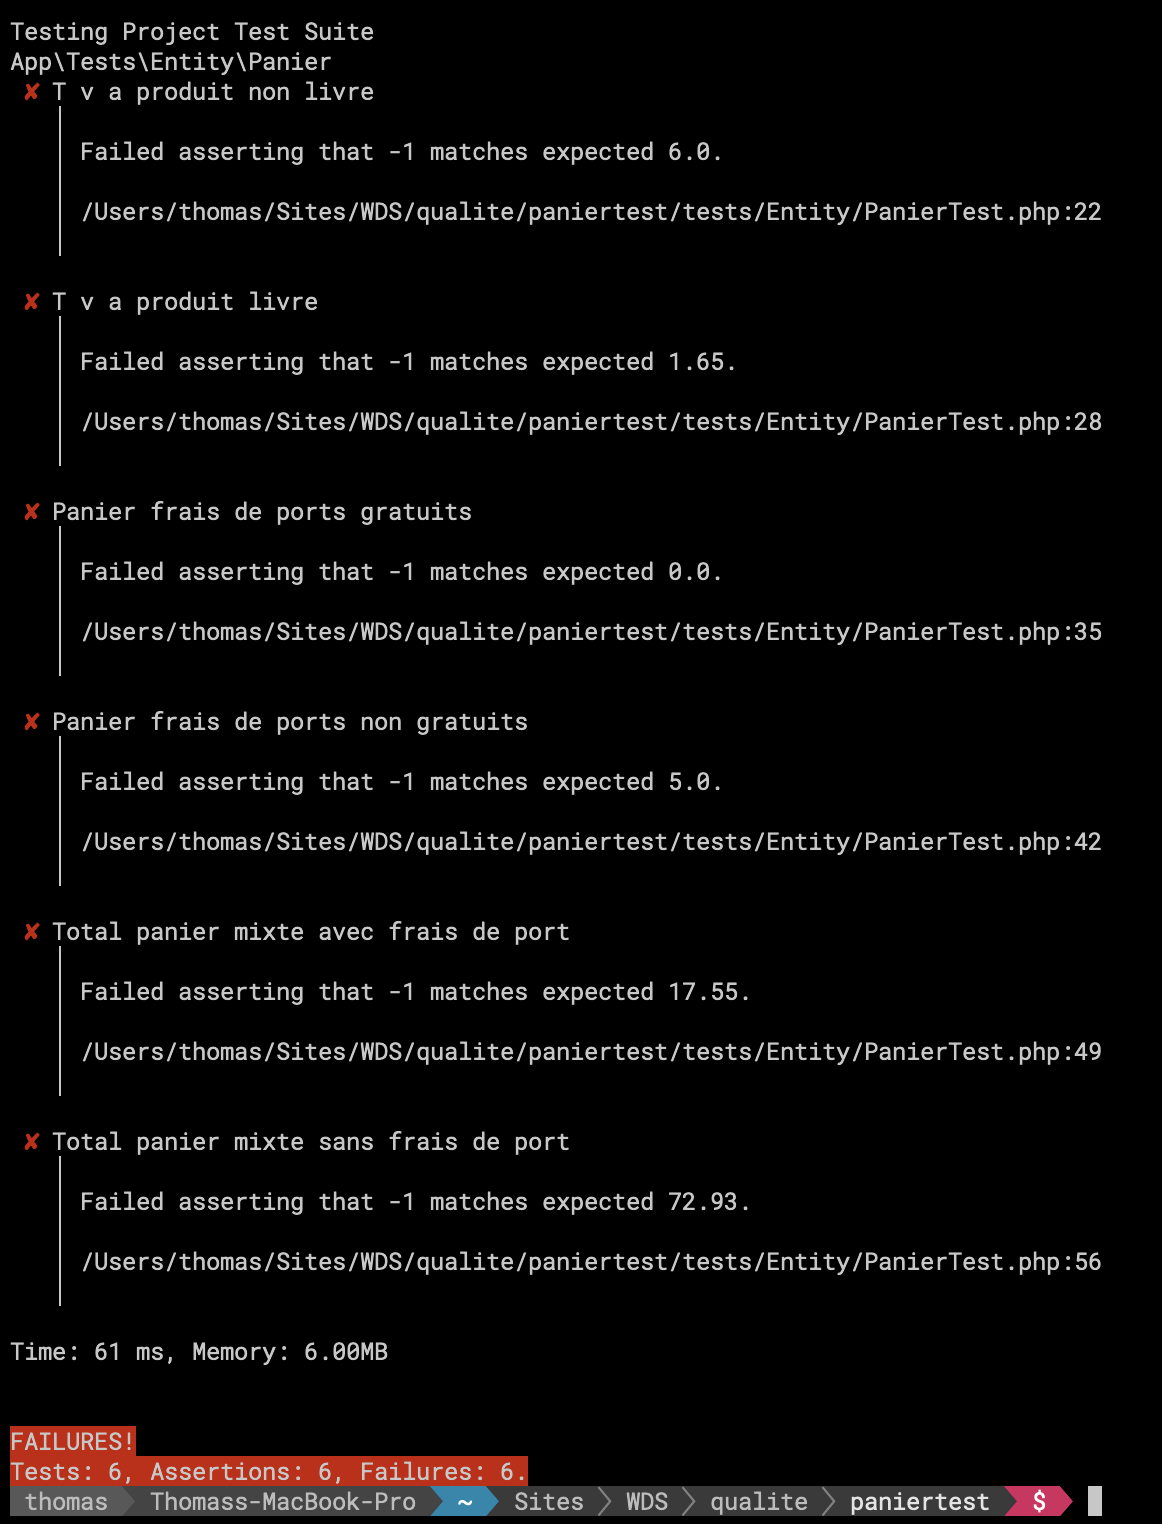 Testing Project Test Suite
App\Tests\Entity\Panier
✘ T v a produit non livre
Failed asserting that -1 matches expected 6.0.
/Users/thomas/Sites/WDS/qualite/paniertest/tests/Entity/PanierTest.php:22
✘ T v a produit livre
Failed asserting that -1 matches expected 1.65.
/Users/thomas/Sites/WDS/qualite/paniertest/tests/Entity/PanierTest.php:28
✘ Panier frais de ports gratuits
Failed asserting that -1 matches expected 0.0.
/Users/thomas/Sites/WDS/qualite/paniertest/tests/Entity/PanierTest.php:35
✘ Panier frais de ports non gratuits
Failed asserting that -1 matches expected 5.0.
/Users/thomas/Sites/WDS/qualite/paniertest/tests/Entity/PanierTest.php:42
✘ Total panier mixte avec frais de port
Failed asserting that -1 matches expected 17.55.
/Users/thomas/Sites/WDS/qualite/paniertest/tests/Entity/PanierTest.php:49
✘ Total panier mixte sans frais de port
Failed asserting that -1 matches expected 72.93.
/Users/thomas/Sites/WDS/qualite/paniertest/tests/Entity/PanierTest.php:56
Time: 61 ms, Memory: 6.00MB
FAILURES!
Tests: 6, Assertions: 6, Failures: 6.
thomas Thomass-MacBook-Pro ~ Sites WDS qualite paniertest $